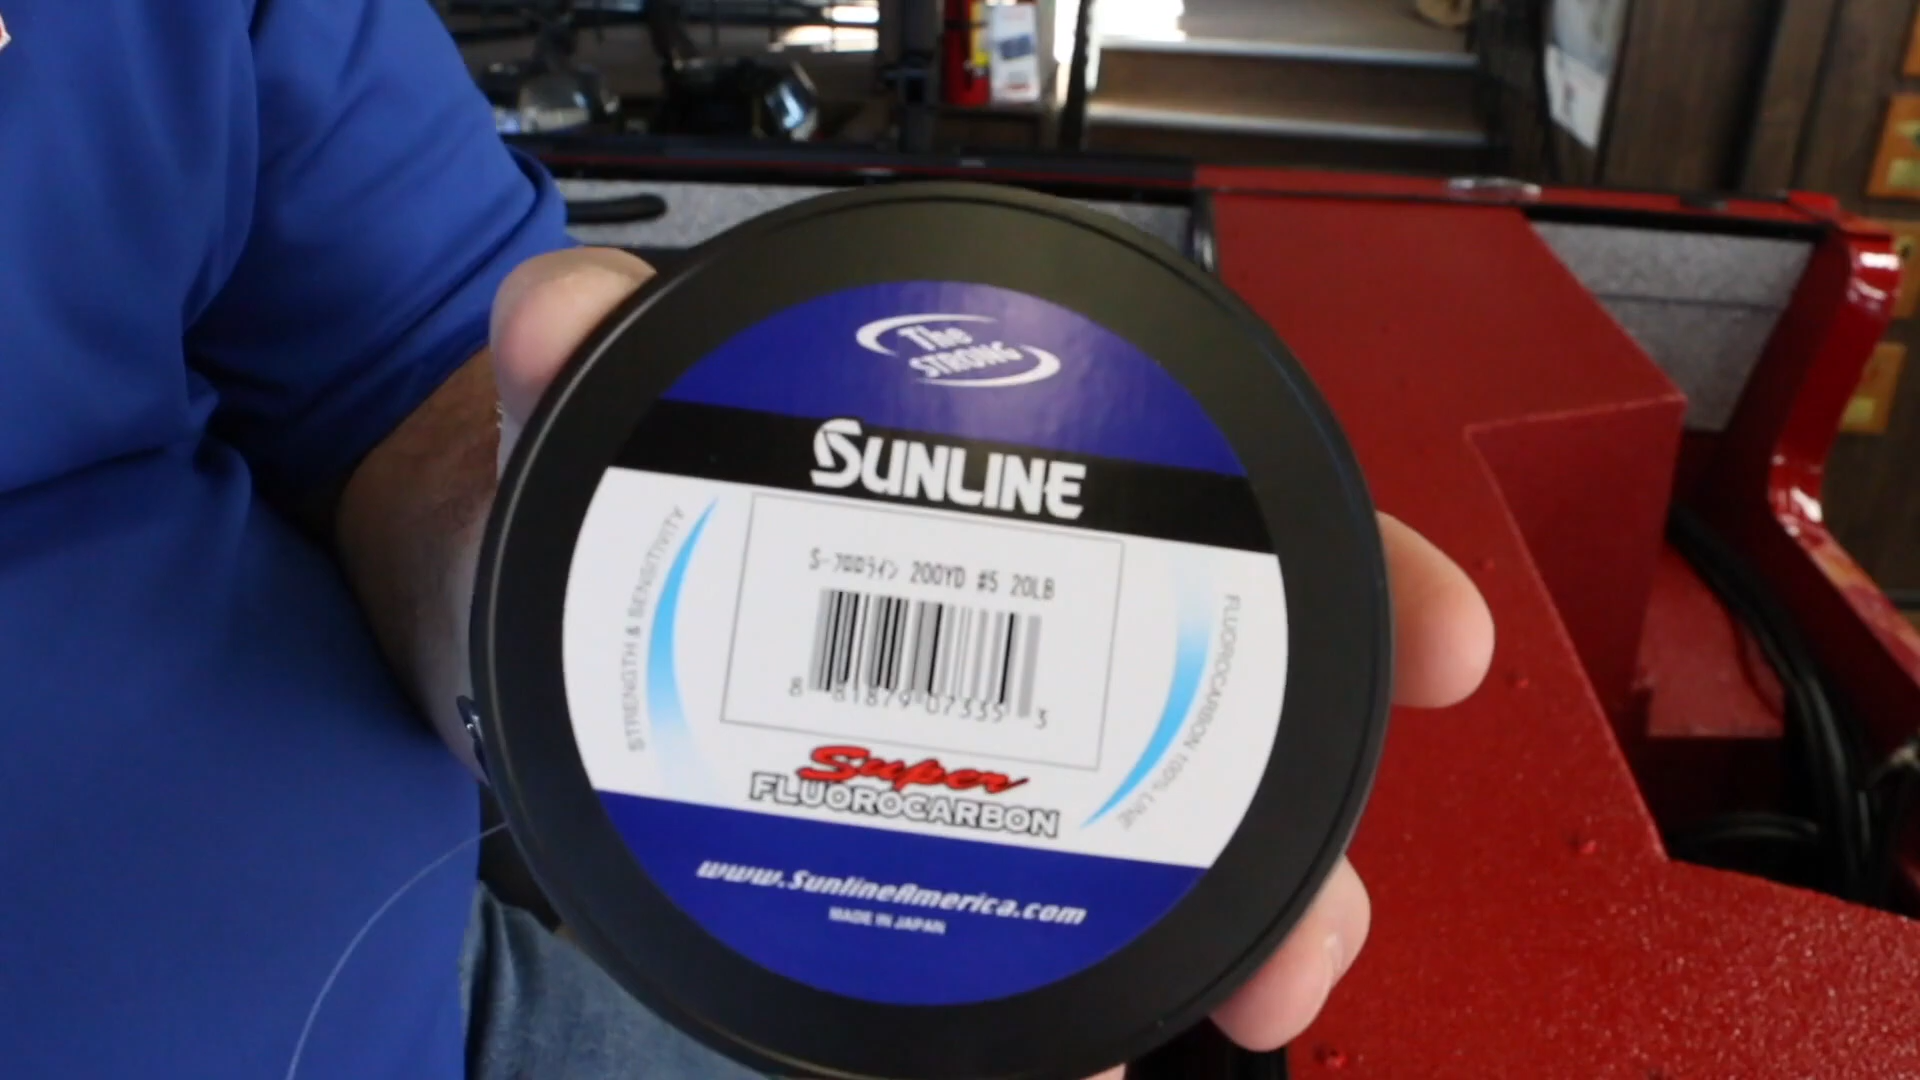 The
STRONG
SUNLINE
S-フロロライン 200YD #5 20LB
8 81879 07335 3
STRENGTH & SENSITIVITY
FLUOROCARBON 100% LINE
Super
FLUOROCARBON
www.SunlineAmerica.com
MADE IN JAPAN